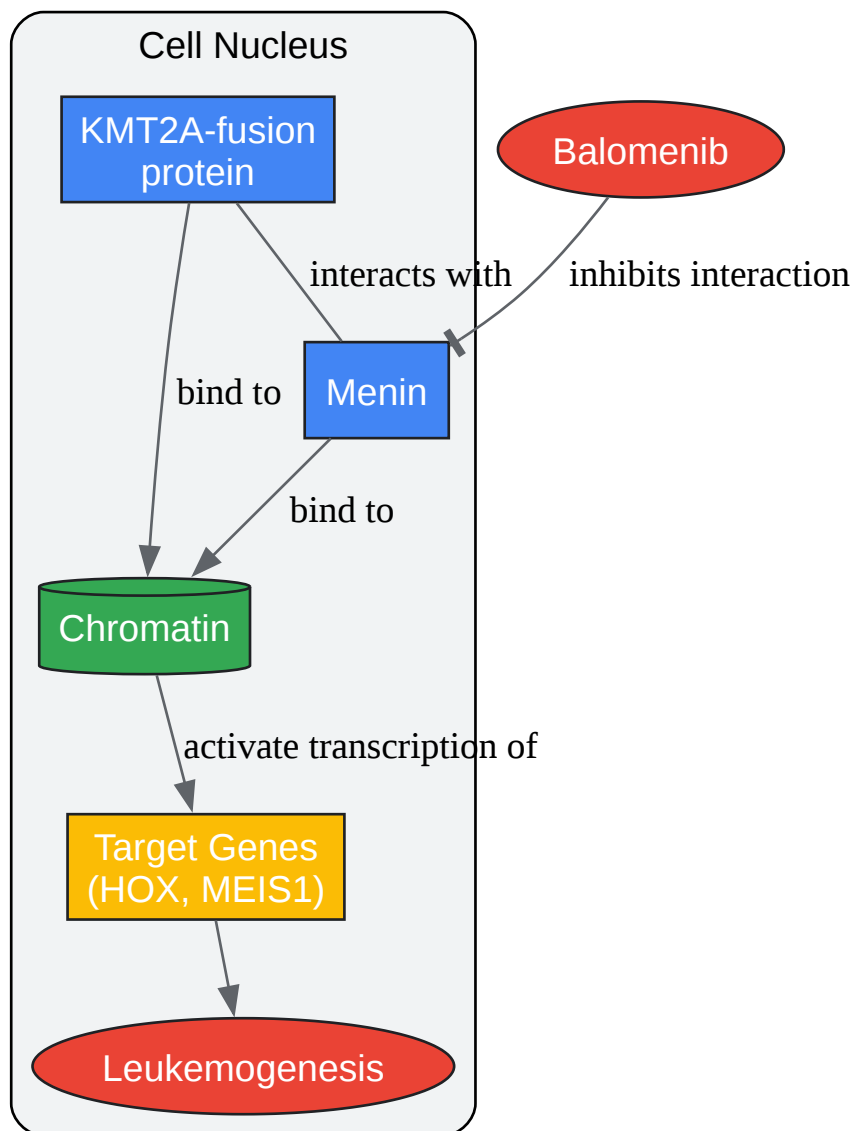 Cell Nucleus
KMT2A-fusion
protein
Balomenib
interacts with
inhibits interaction
bind to
Menin
bind to
Chromatin
activate transcription of
Target Genes
(HOX, MEIS1)
Leukemogenesis